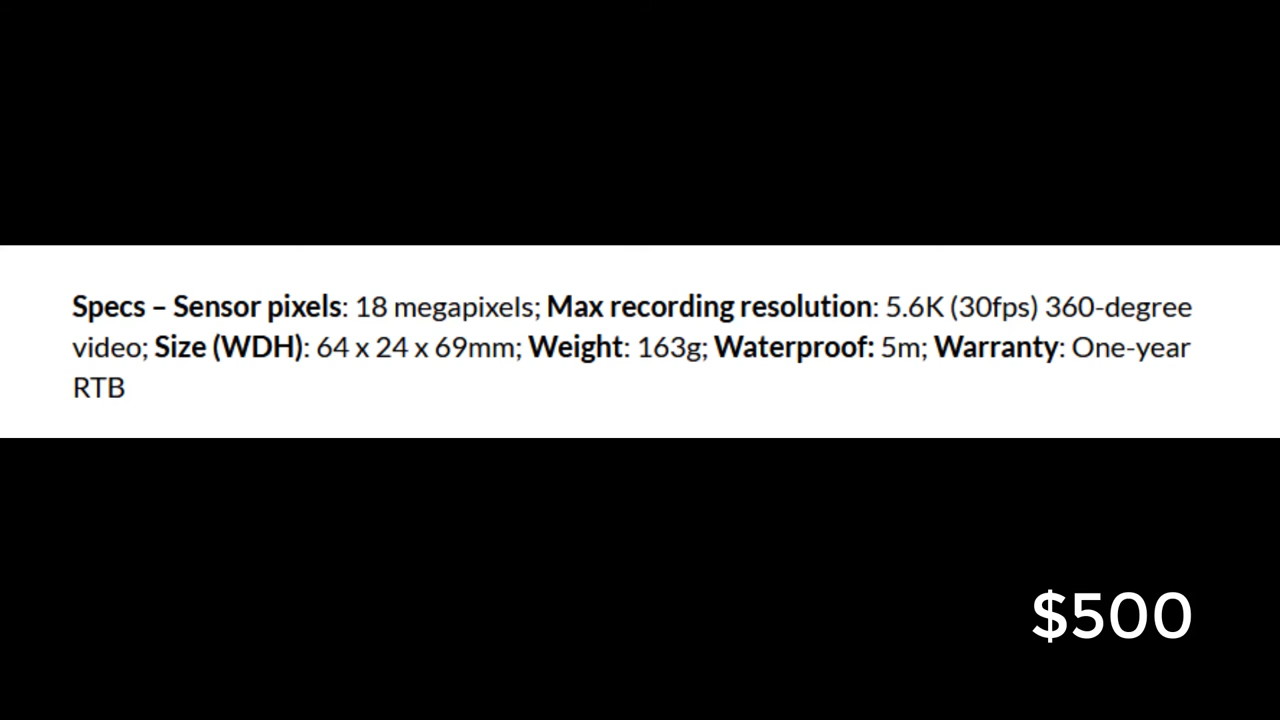 Specs – Sensor pixels: 18 megapixels; Max recording resolution: 5.6K (30fps) 360-degree
video; Size (WDH): 64 x 24 x 69mm; Weight: 163g; Waterproof: 5m; Warranty: One-year
RTB
$500